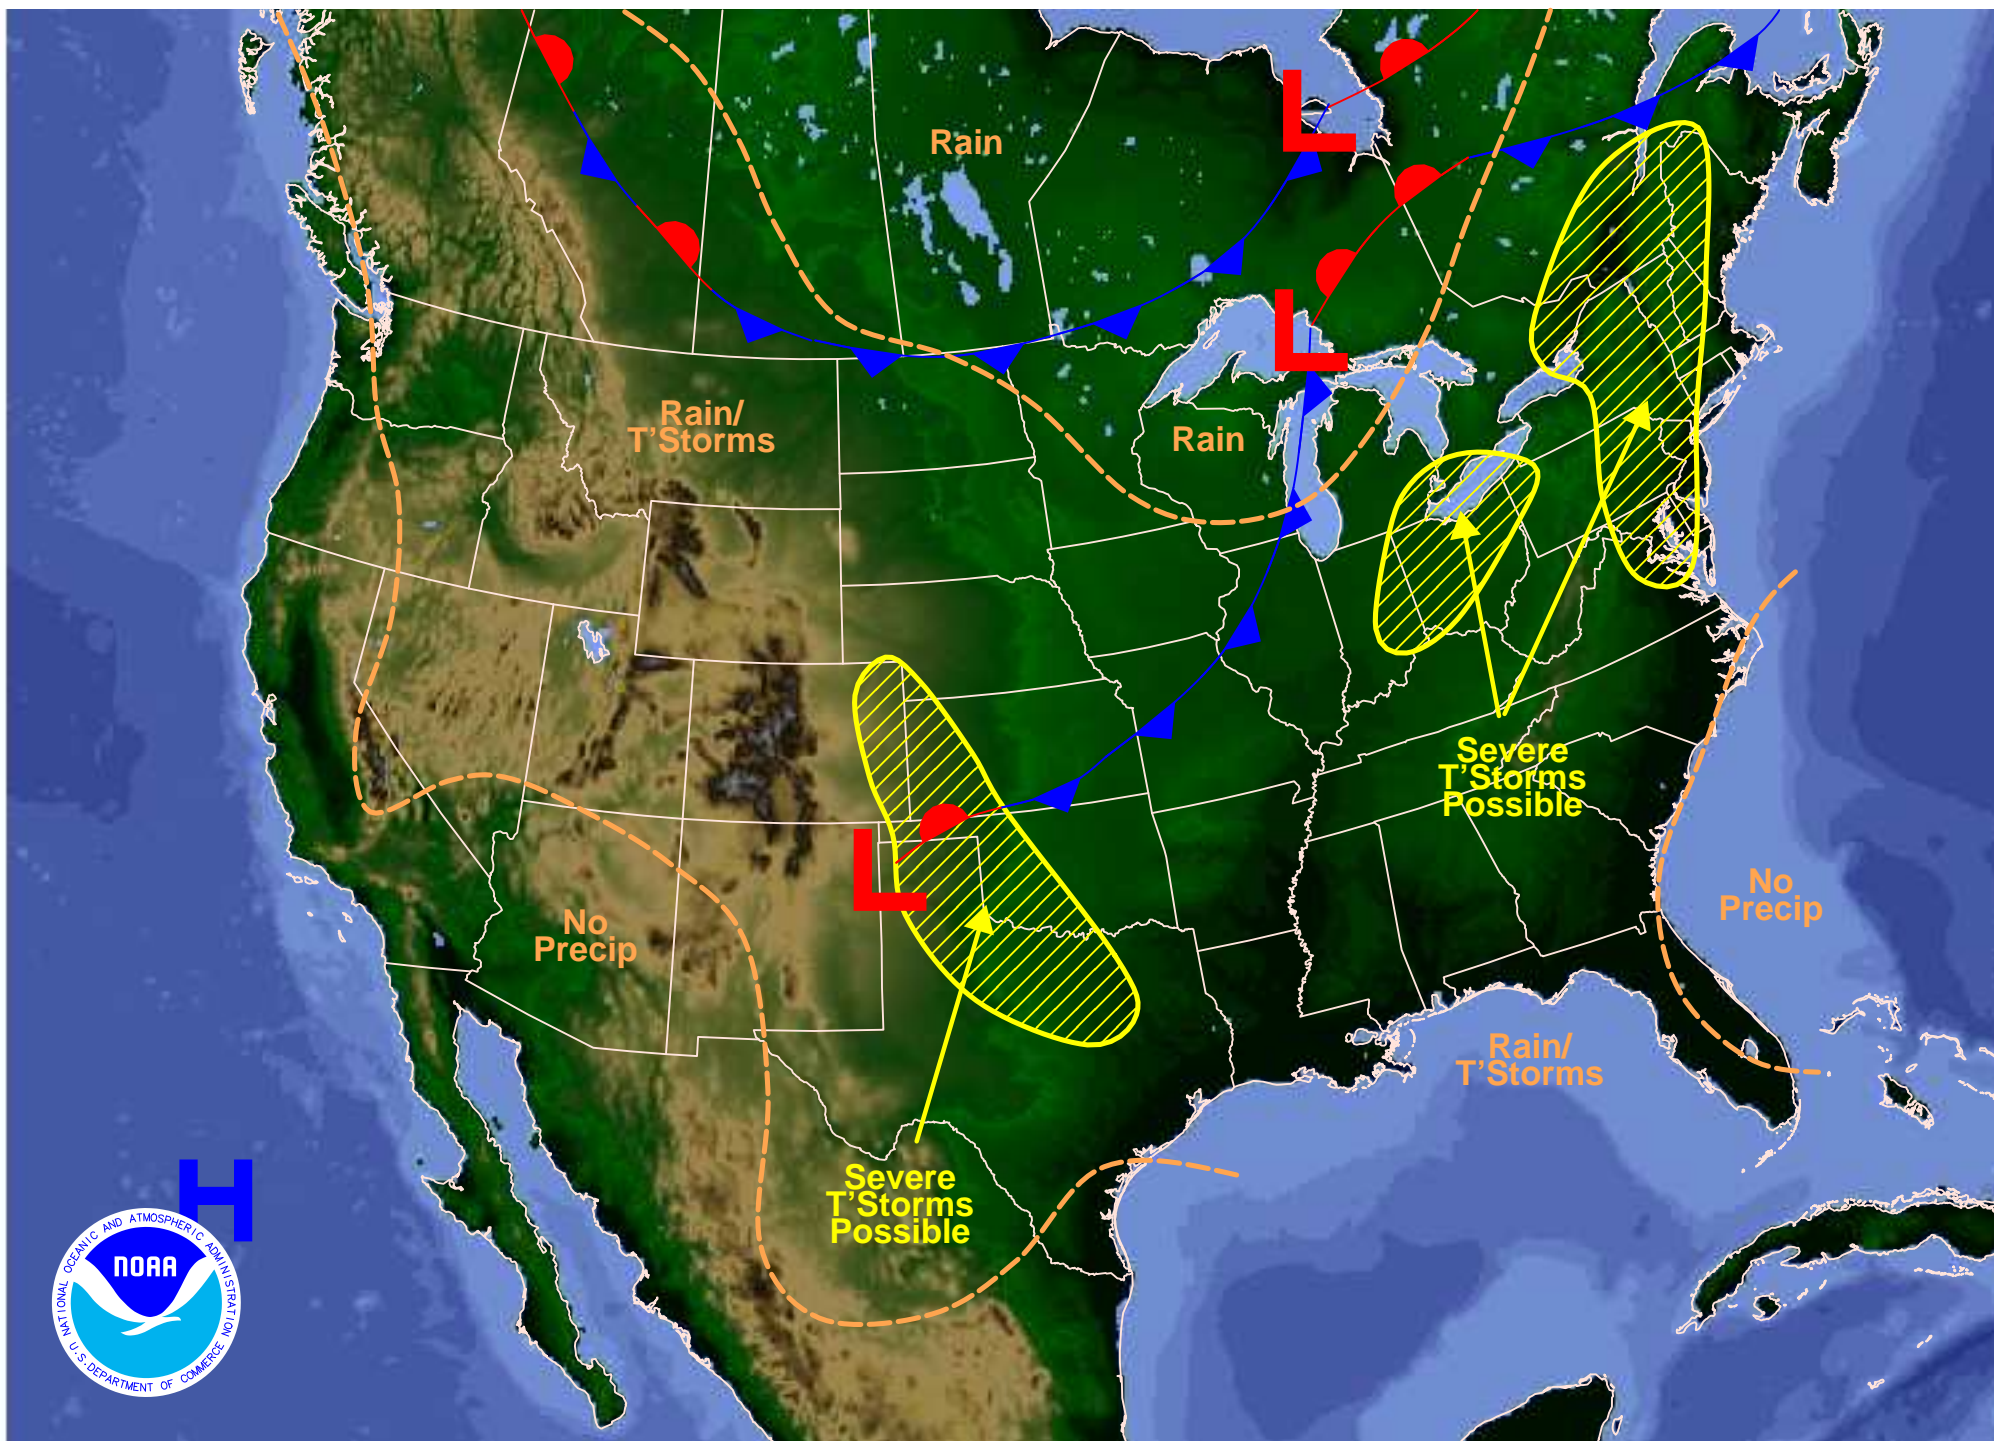 L
Rain
L
Rain/
T'Storms
Rain
Severe
T'Storms
Possible
L
No
Precip
No
Precip
Rain/
T'Storms
Severe
T'Storms
Possible
H
NATIONAL OCEANIC AND ATMOSPHERIC ADMINISTRATION
NOAA
U.S. DEPARTMENT OF COMMERCE